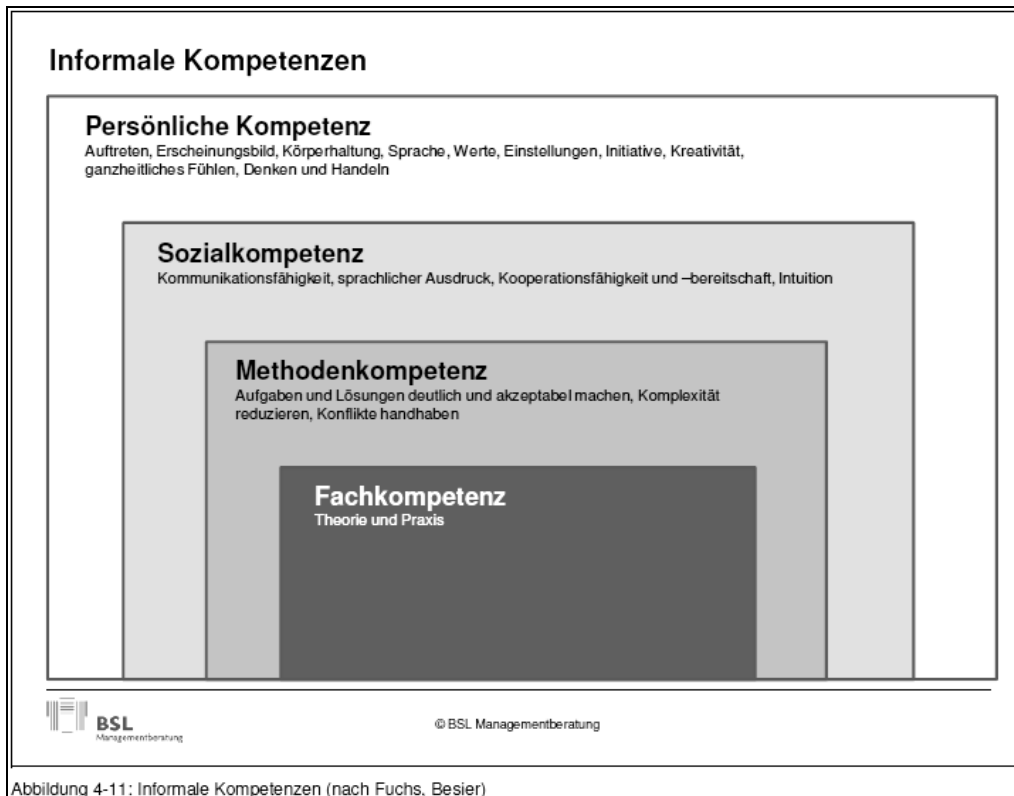 Informale Kompetenzen
Persönliche Kompetenz
Auftreten, Erscheinungsbild, Körperhaltung, Sprache, Werte, Einstellungen, Initiative, Kreativität,
ganzheitliches Fühlen, Denken und Handeln
Sozialkompetenz
Kommunikationsfähigkeit, sprachlicher Ausdruck, Kooperationsfähigkeit und –bereitschaft, Intuition
Methodenkompetenz
Aufgaben und Lösungen deutlich und akzeptabel machen, Komplexität
reduzieren, Konflikte handhaben
Fachkompetenz
Theorie und Praxis
BSL
Managementberatung
© BSL Managementberatung
Abbildung 4-11: Informale Kompetenzen (nach Fuchs, Besier)